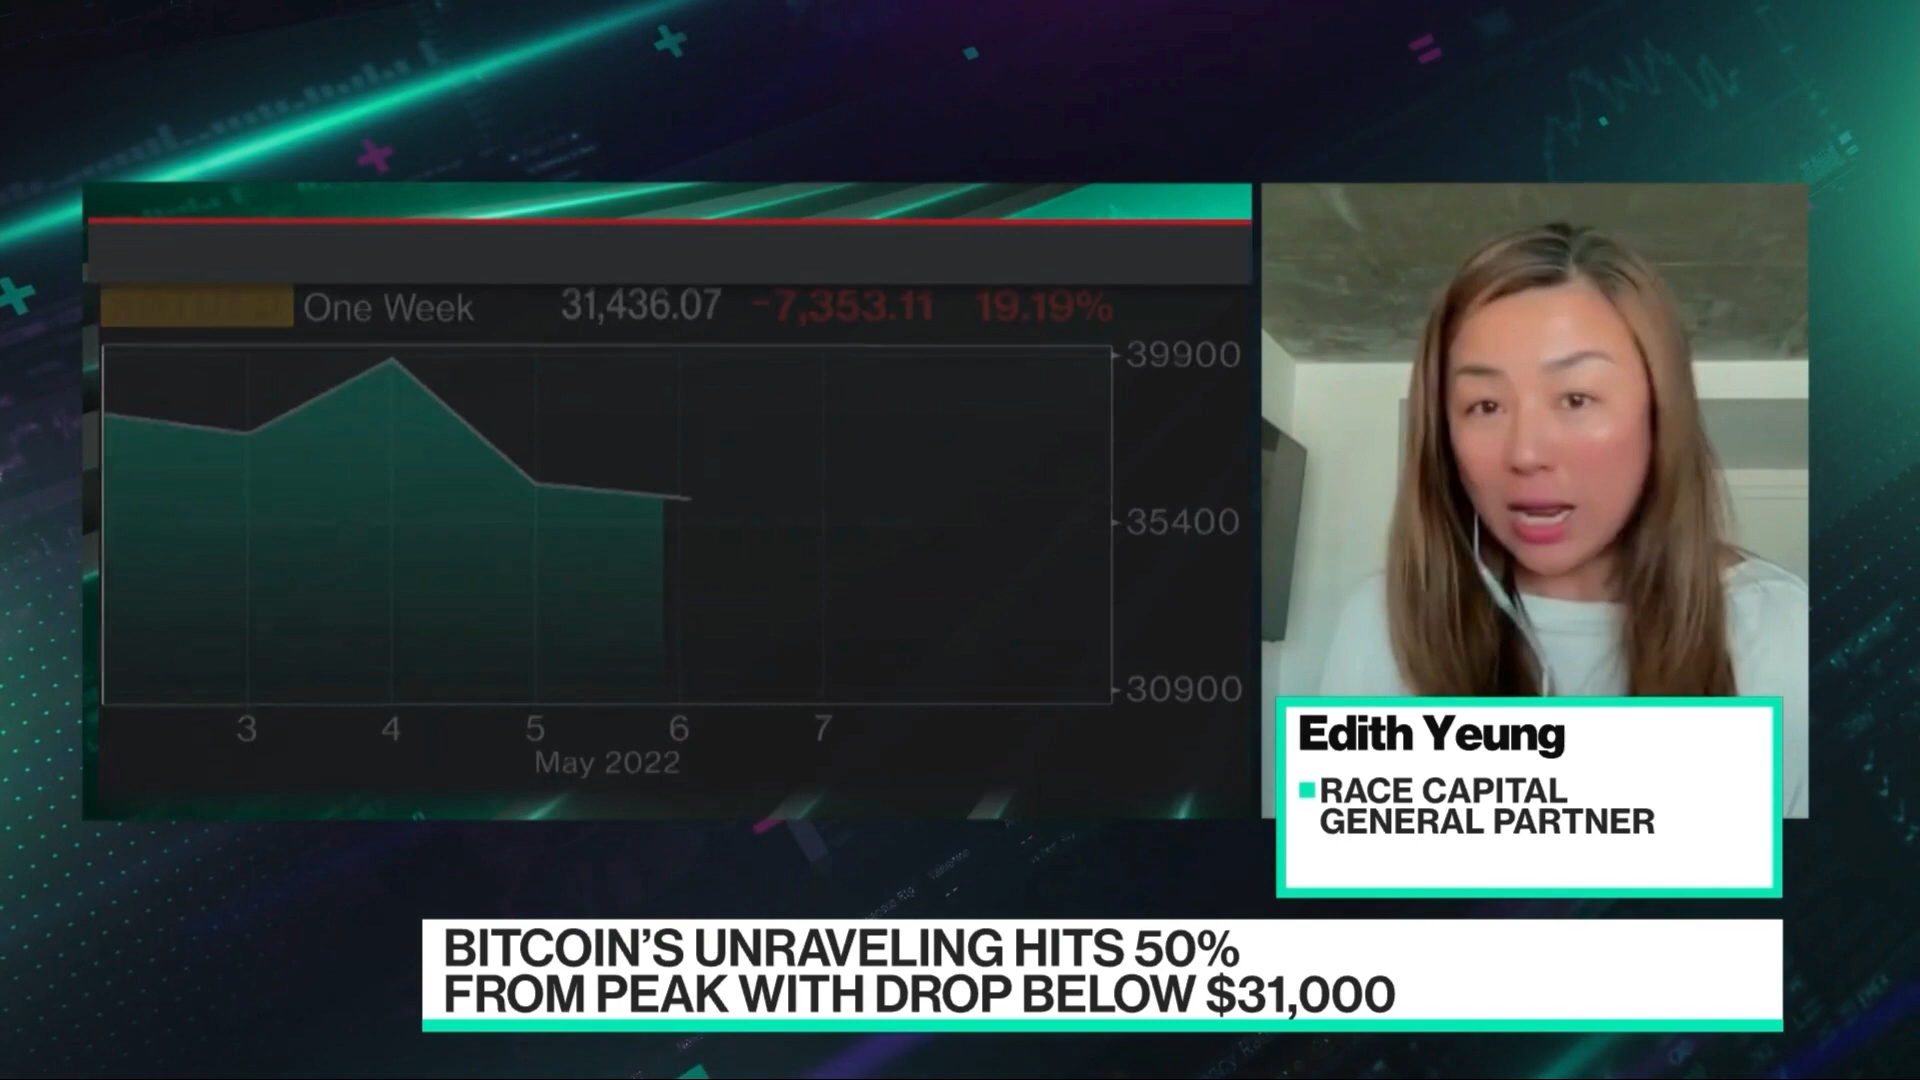 One Week 31,436.07 -7,353.11 19.19%
39900
35400
30900
3 4 5 6 7
May 2022
Edith Yeung
RACE CAPITAL
GENERAL PARTNER
BITCOIN'S UNRAVELING HITS 50%
FROM PEAK WITH DROP BELOW $31,000